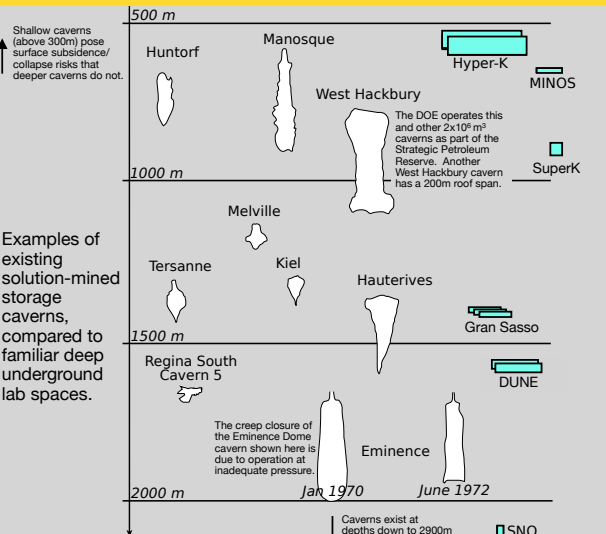 500 m
Shallow caverns
(above 300m) pose
surface subsidence/
collapse risks that
deeper caverns do not.
Huntorf
Manosque
Hyper-K
MINOS
West Hackbury
The DOE operates this
and other 2x10⁶ m³
caverns as part of the
Strategic Petroleum
Reserve. Another
West Hackbury cavern
has a 200m roof span.
SuperK
1000 m
Melville
Examples of
existing
solution-mined
storage
caverns,
compared to
familiar deep
underground
lab spaces.
Tersanne
Kiel
Hauterives
Gran Sasso
1500 m
Regina South
Cavern 5
DUNE
The creep closure of
the Eminence Dome
cavern shown here is
due to operation at
inadequate pressure.
Eminence
Jan 1970
June 1972
2000 m
Caverns exist at
depths down to 2900m
SNO